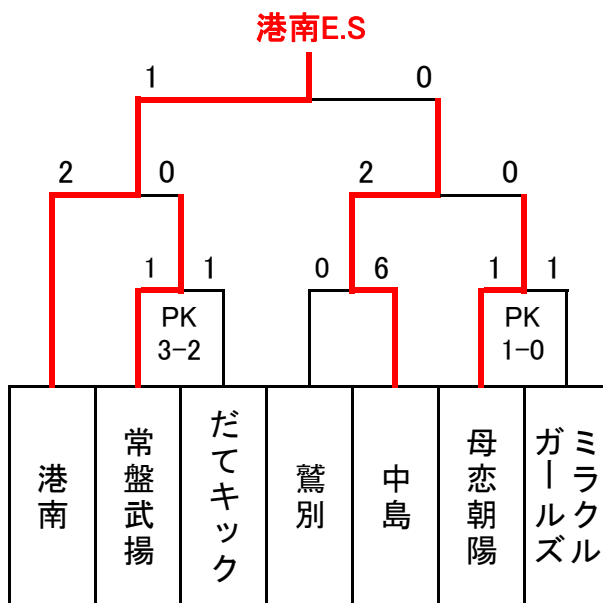 港南E.S
1 0
2 0 2 0
1 1 0 6 1 1
PK
3-2
PK
1-0
港南
常盤武揚
だてキック
鷲別
中島
母恋朝陽
ミラクル
ガールズ